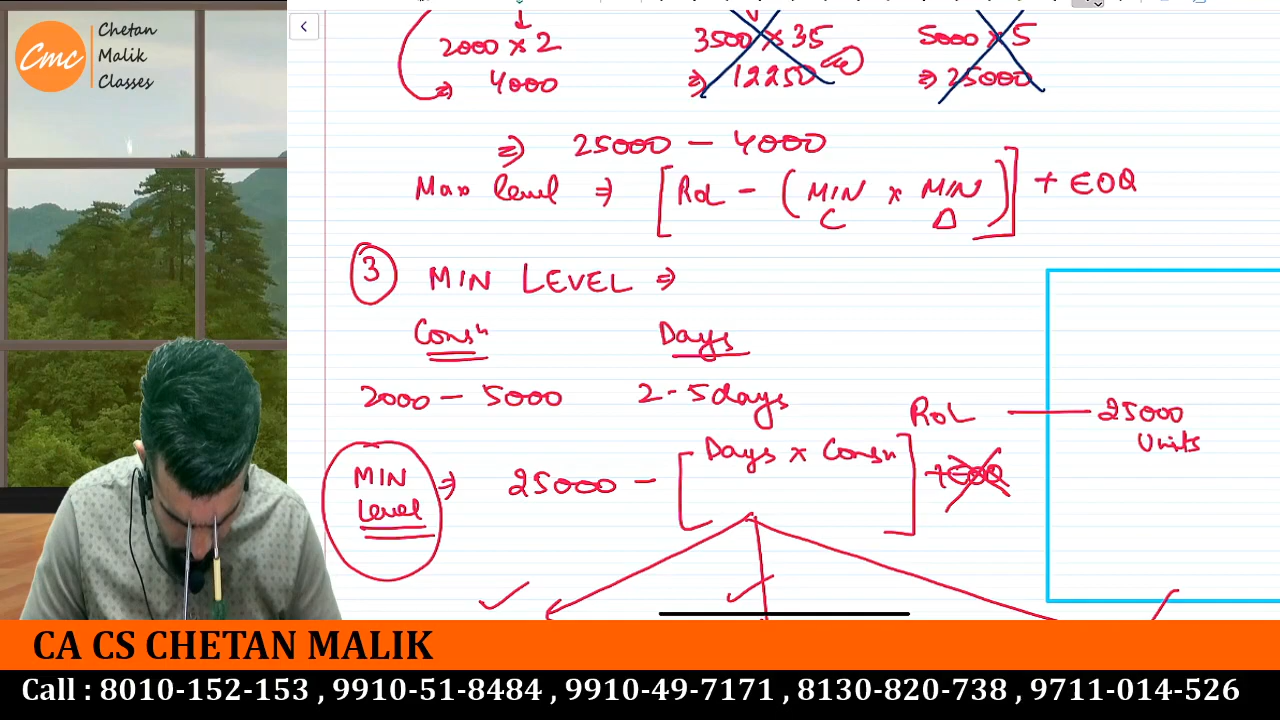 Chetan
Malik
Classes
Cmc
2000 x 2
3500 x 35
5000 x 5
⇒ 4000
⇒ 12250
⇒ 25000
⇒ 25000 - 4000
Max level ⇒ [ROL - (MIN x MIN)] + EOQ
C D
3 MIN LEVEL ⇒
Consn Days
2000 - 5000 2-5 days
ROL — 25000
Units
MIN
Level
⇒ 25000 - [Days x Consn]
CA CS CHETAN MALIK
Call : 8010-152-153 , 9910-51-8484 , 9910-49-7171 , 8130-820-738 , 9711-014-526